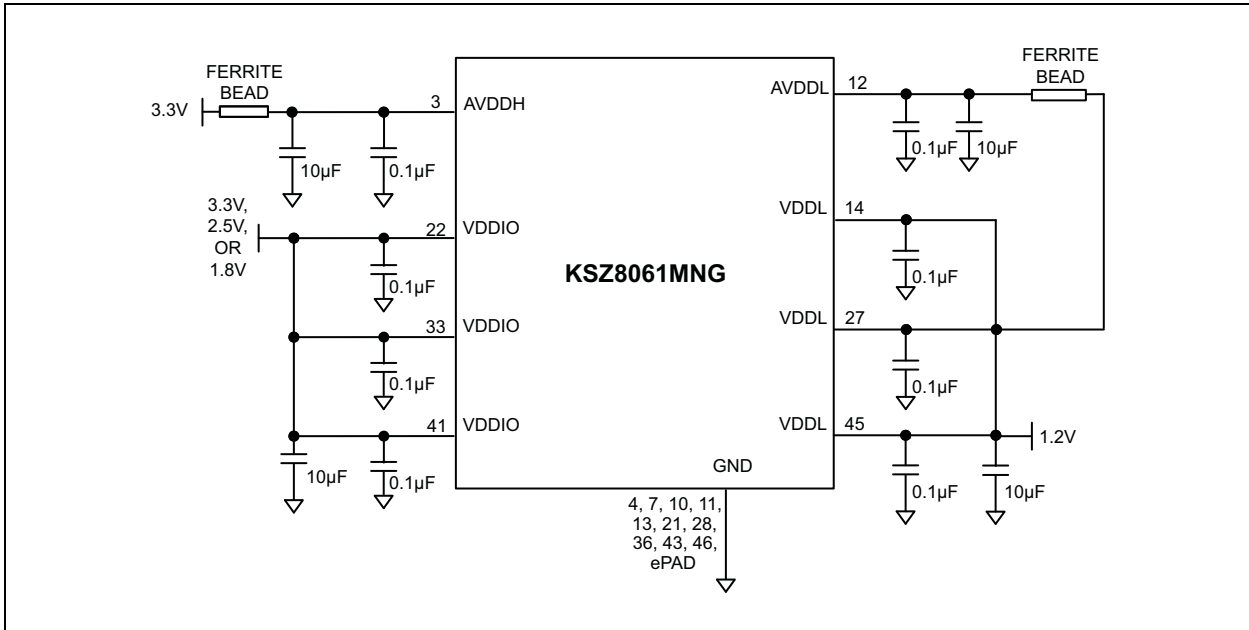 FERRITE
BEAD
3.3V
3
AVDDH
10µF
0.1µF
3.3V,
2.5V,
OR
1.8V
22
VDDIO
0.1µF
33
VDDIO
0.1µF
41
VDDIO
10µF
0.1µF
KSZ8061MNG
GND
4, 7, 10, 11,
13, 21, 28,
36, 43, 46,
ePAD
FERRITE
BEAD
AVDDL
12
0.1µF
10µF
VDDL
14
0.1µF
VDDL
27
0.1µF
VDDL
45
1.2V
0.1µF
10µF